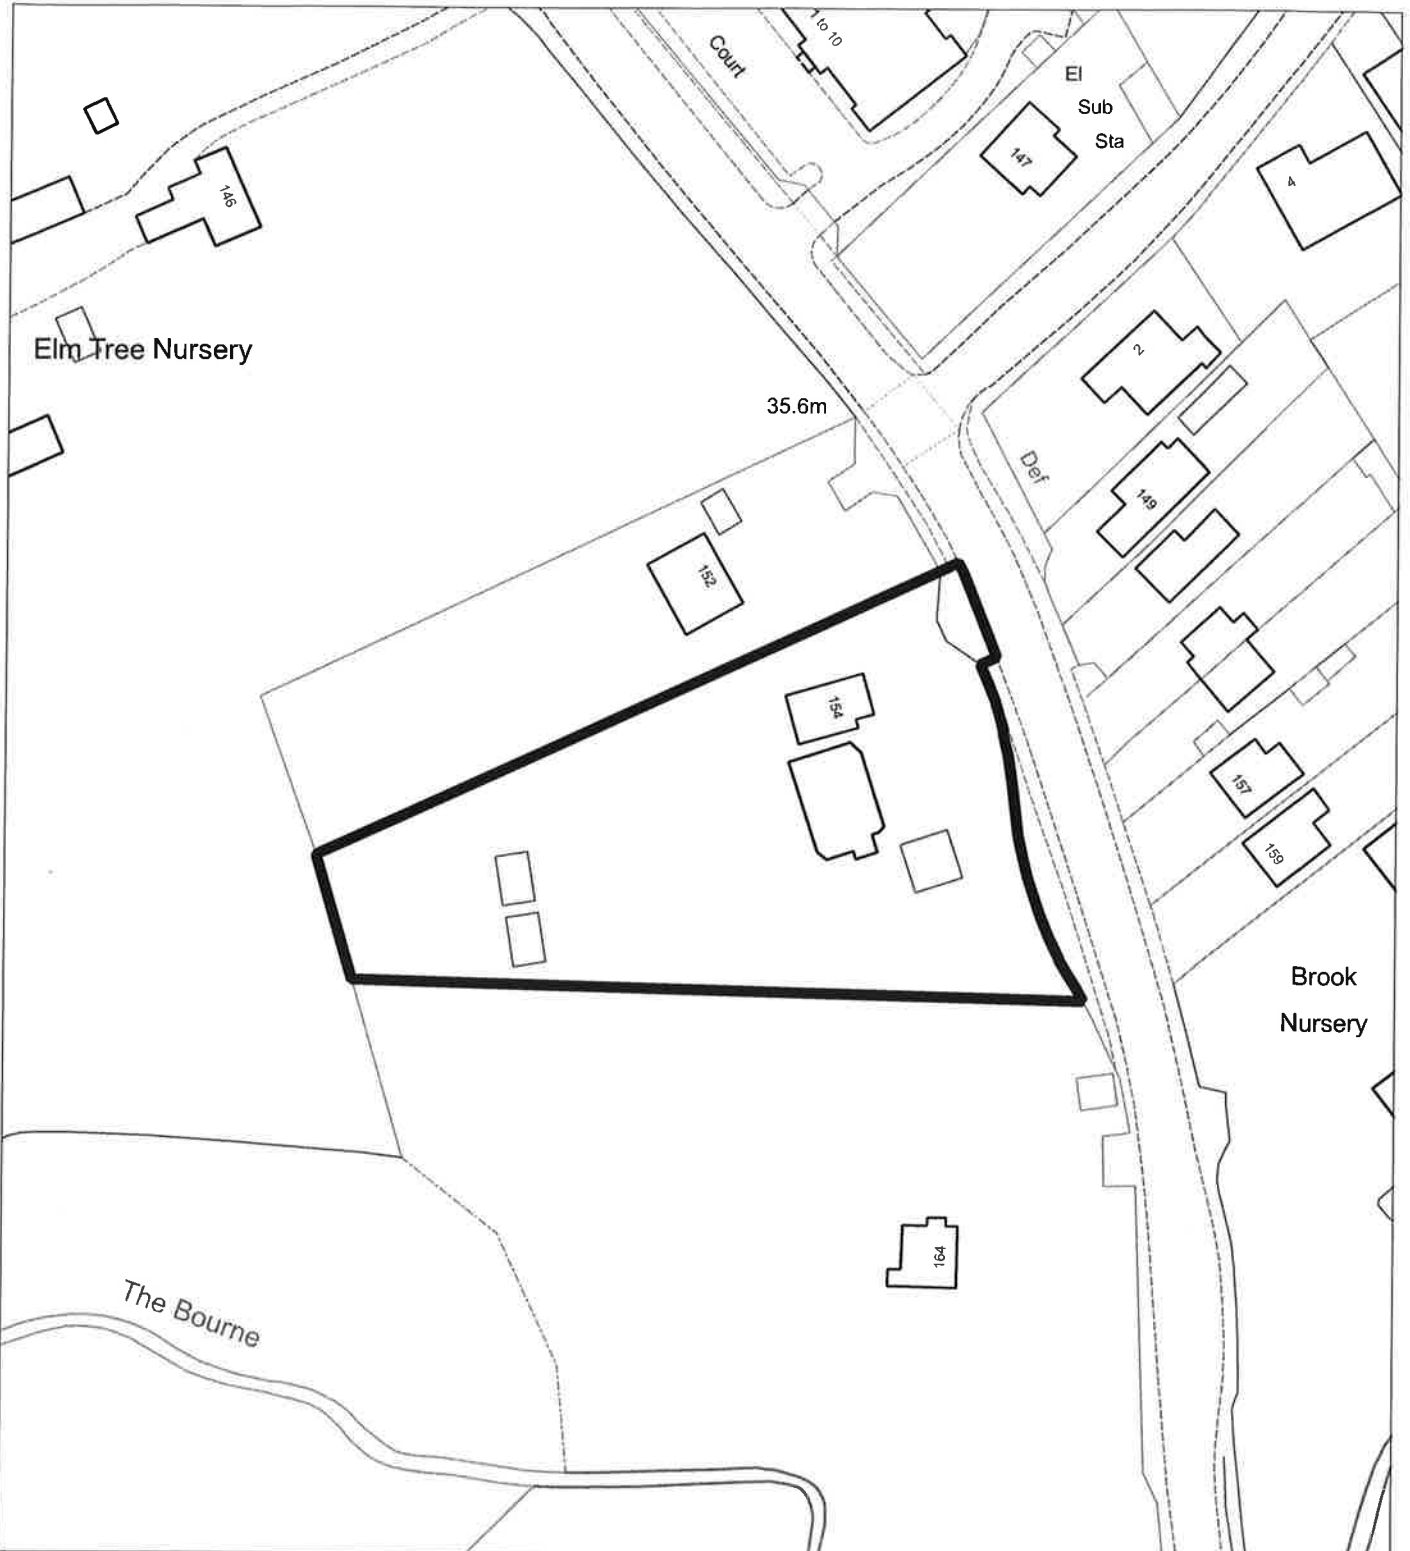 1 to 10
Court
El
Sub
Sta
147
4
146
Elm Tree Nursery
2
35.6m
Def
149
152
154
157
159
Brook
Nursery
164
The Bourne